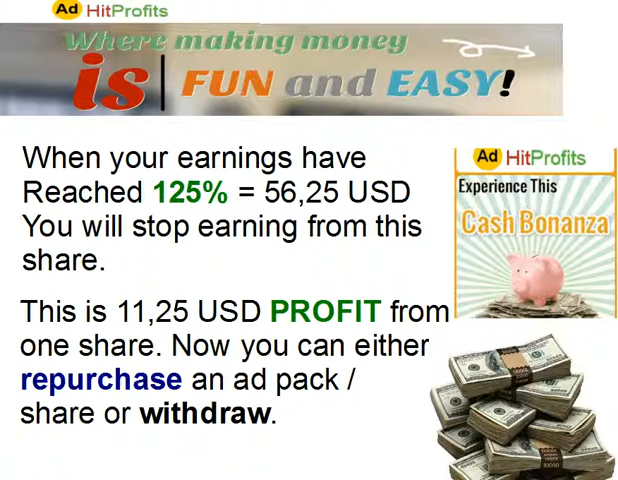 Ad HitProfits
Where making money
is FUN and EASY!
When your earnings have
Reached 125% = 56,25 USD
You will stop earning from this
share.
This is 11,25 USD PROFIT from
one share. Now you can either
repurchase an ad pack /
share or withdraw.
Ad HitProfits
Experience This
Cash Bonanza